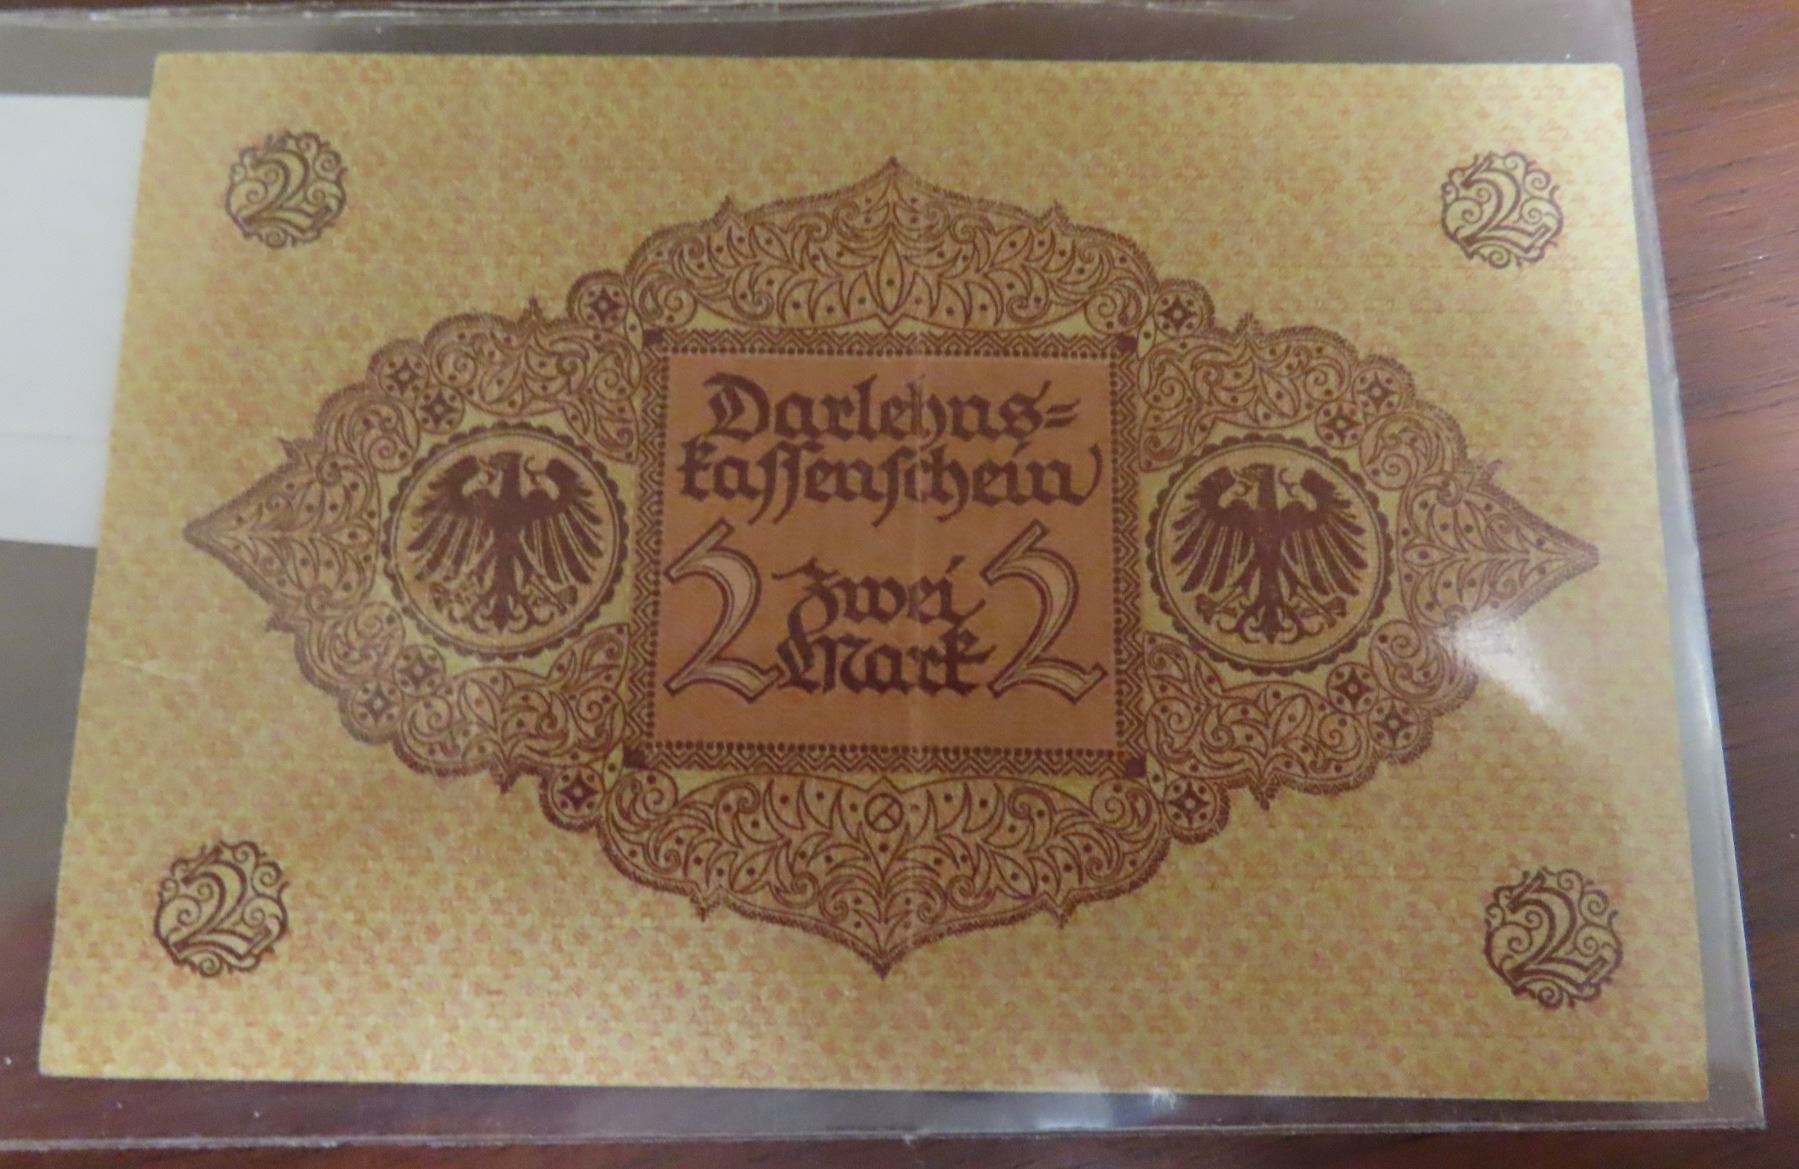 2 2
Darlehns=
kassenschein
2 Zwei 2
Mark
2 2